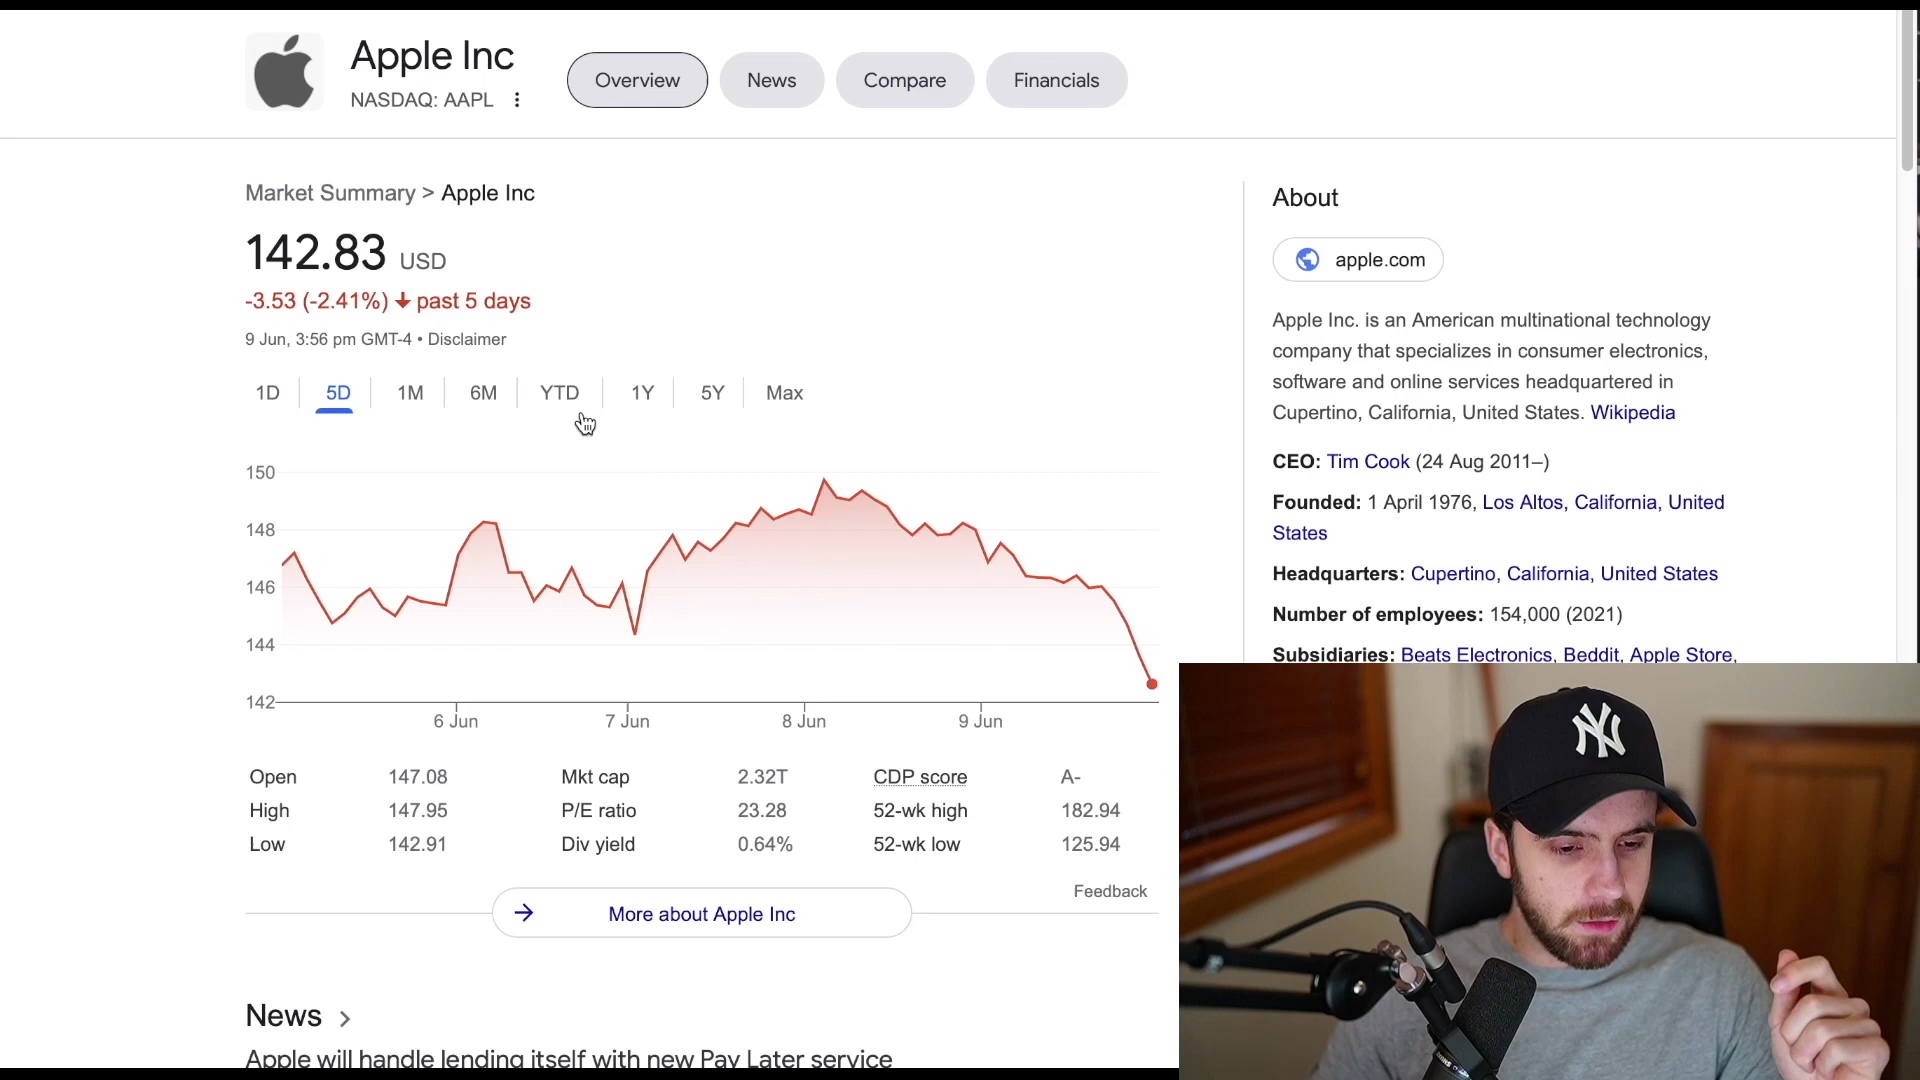 Apple Inc
NASDAQ: AAPL
Overview
News
Compare
Financials
Market Summary > Apple Inc
142.83 USD
-3.53 (-2.41%) past 5 days
9 Jun, 3:56 pm GMT-4 • Disclaimer
1D 5D 1M 6M YTD 1Y 5Y Max
150
148
146
144
142
6 Jun 7 Jun 8 Jun 9 Jun
Open 147.08 Mkt cap 2.32T CDP score A-
High 147.95 P/E ratio 23.28 52-wk high 182.94
Low 142.91 Div yield 0.64% 52-wk low 125.94
Feedback
More about Apple Inc
News
Apple will handle lending itself with new Pay Later service
About
apple.com
Apple Inc. is an American multinational technology
company that specializes in consumer electronics,
software and online services headquartered in
Cupertino, California, United States. Wikipedia
CEO: Tim Cook (24 Aug 2011–)
Founded: 1 April 1976, Los Altos, California, United
States
Headquarters: Cupertino, California, United States
Number of employees: 154,000 (2021)
Subsidiaries: Beats Electronics, Beddit, Apple Store,
NY